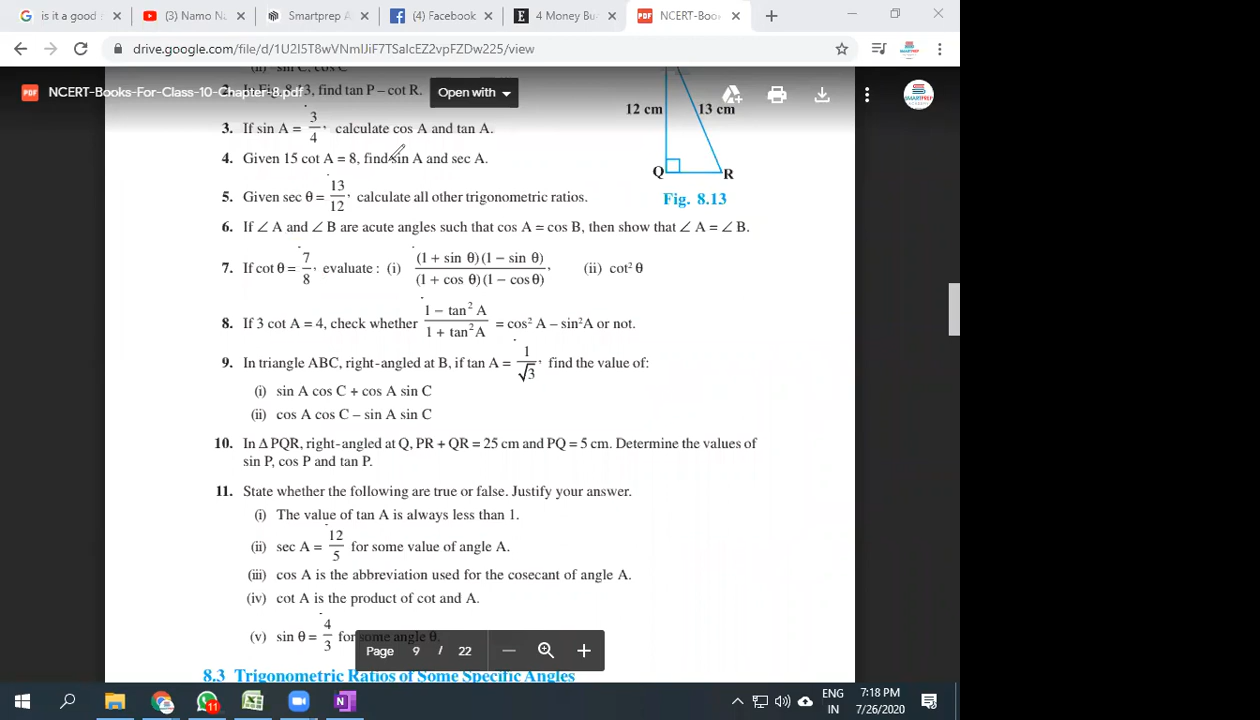 is it a good s
(3) Namo Na
Smartprep A
(4) Facebook
4 Money Bu
NCERT-Books
drive.google.com/file/d/1U2I5T8wVNmIJiF7TSalcEZ2vpFZDw225/view
(ii) sin C, cos C
NCERT-Books-For-Class-10-Chapter-8.pdf
Open with
2. In Fig. 8.13, find tan P – cot R.
12 cm
13 cm
3. If sin A = 3/4, calculate cos A and tan A.
4. Given 15 cot A = 8, find sin A and sec A.
Q
R
Fig. 8.13
5. Given sec θ = 13/12, calculate all other trigonometric ratios.
6. If ∠ A and ∠ B are acute angles such that cos A = cos B, then show that ∠ A = ∠ B.
7. If cot θ = 7/8, evaluate : (i) (1 + sin θ)(1 – sin θ)/(1 + cos θ)(1 – cos θ), (ii) cot² θ
8. If 3 cot A = 4, check whether 1 – tan² A/1 + tan² A = cos² A – sin² A or not.
9. In triangle ABC, right-angled at B, if tan A = 1/√3, find the value of:
(i) sin A cos C + cos A sin C
(ii) cos A cos C – sin A sin C
10. In Δ PQR, right-angled at Q, PR + QR = 25 cm and PQ = 5 cm. Determine the values of
sin P, cos P and tan P.
11. State whether the following are true or false. Justify your answer.
(i) The value of tan A is always less than 1.
(ii) sec A = 12/5 for some value of angle A.
(iii) cos A is the abbreviation used for the cosecant of angle A.
(iv) cot A is the product of cot and A.
(v) sin θ = 4/3 for some angle θ.
Page 9 / 22
8.3 Trigonometric Ratios of Some Specific Angles
11
ENG
IN
7:18 PM
7/26/2020